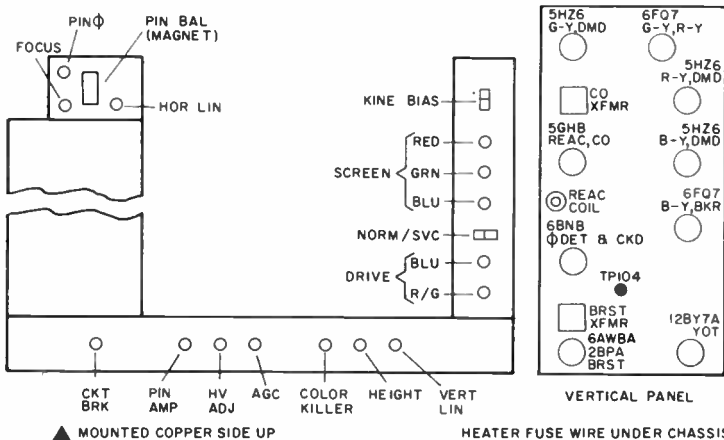 PINϕ
PIN BAL
(MAGNET)
FOCUS
HOR LIN
KINE BIAS
RED
SCREEN
GRN
BLU
NORM/SVC
BLU
DRIVE
R/G
CKT
BRK
PIN
AMP
HV
ADJ
AGC
COLOR
KILLER
HEIGHT
VERT
LIN
▲ MOUNTED COPPER SIDE UP
5HZ6
G-Y,DMD
6FQ7
G-Y,R-Y
5HZ6
R-Y,DMD
CO
XFMR
5GHB
REAC,CO
5HZ6
B-Y,DMD
REAC
COIL
6FQ7
B-Y,BKR
6BNB
ϕDET & CKD
TP104
BRST
XFMR
6AWBA
2BPA
BRST
12BY7A
YOT
VERTICAL PANEL
HEATER FUSE WIRE UNDER CHASSIS